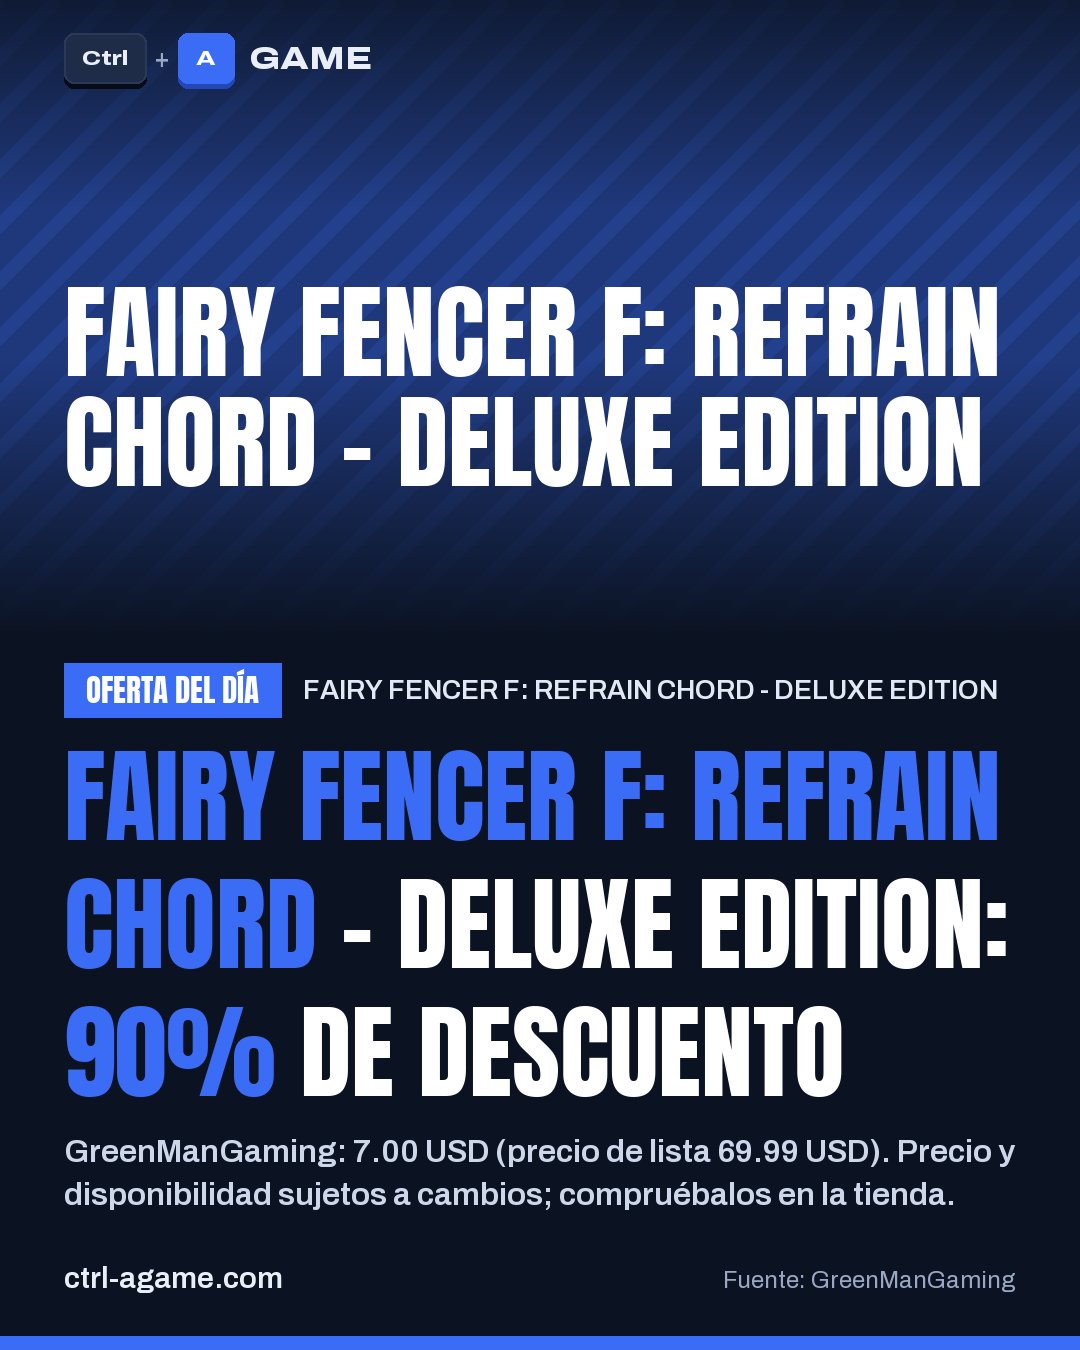 Ctrl + A GAME
FAIRY FENCER F: REFRAIN
CHORD - DELUXE EDITION
OFERTA DEL DÍA FAIRY FENCER F: REFRAIN CHORD - DELUXE EDITION
FAIRY FENCER F: REFRAIN
CHORD - DELUXE EDITION:
90% DE DESCUENTO
GreenManGaming: 7.00 USD (precio de lista 69.99 USD). Precio y
disponibilidad sujetos a cambios; compruébalos en la tienda.
ctrl-agame.com Fuente: GreenManGaming